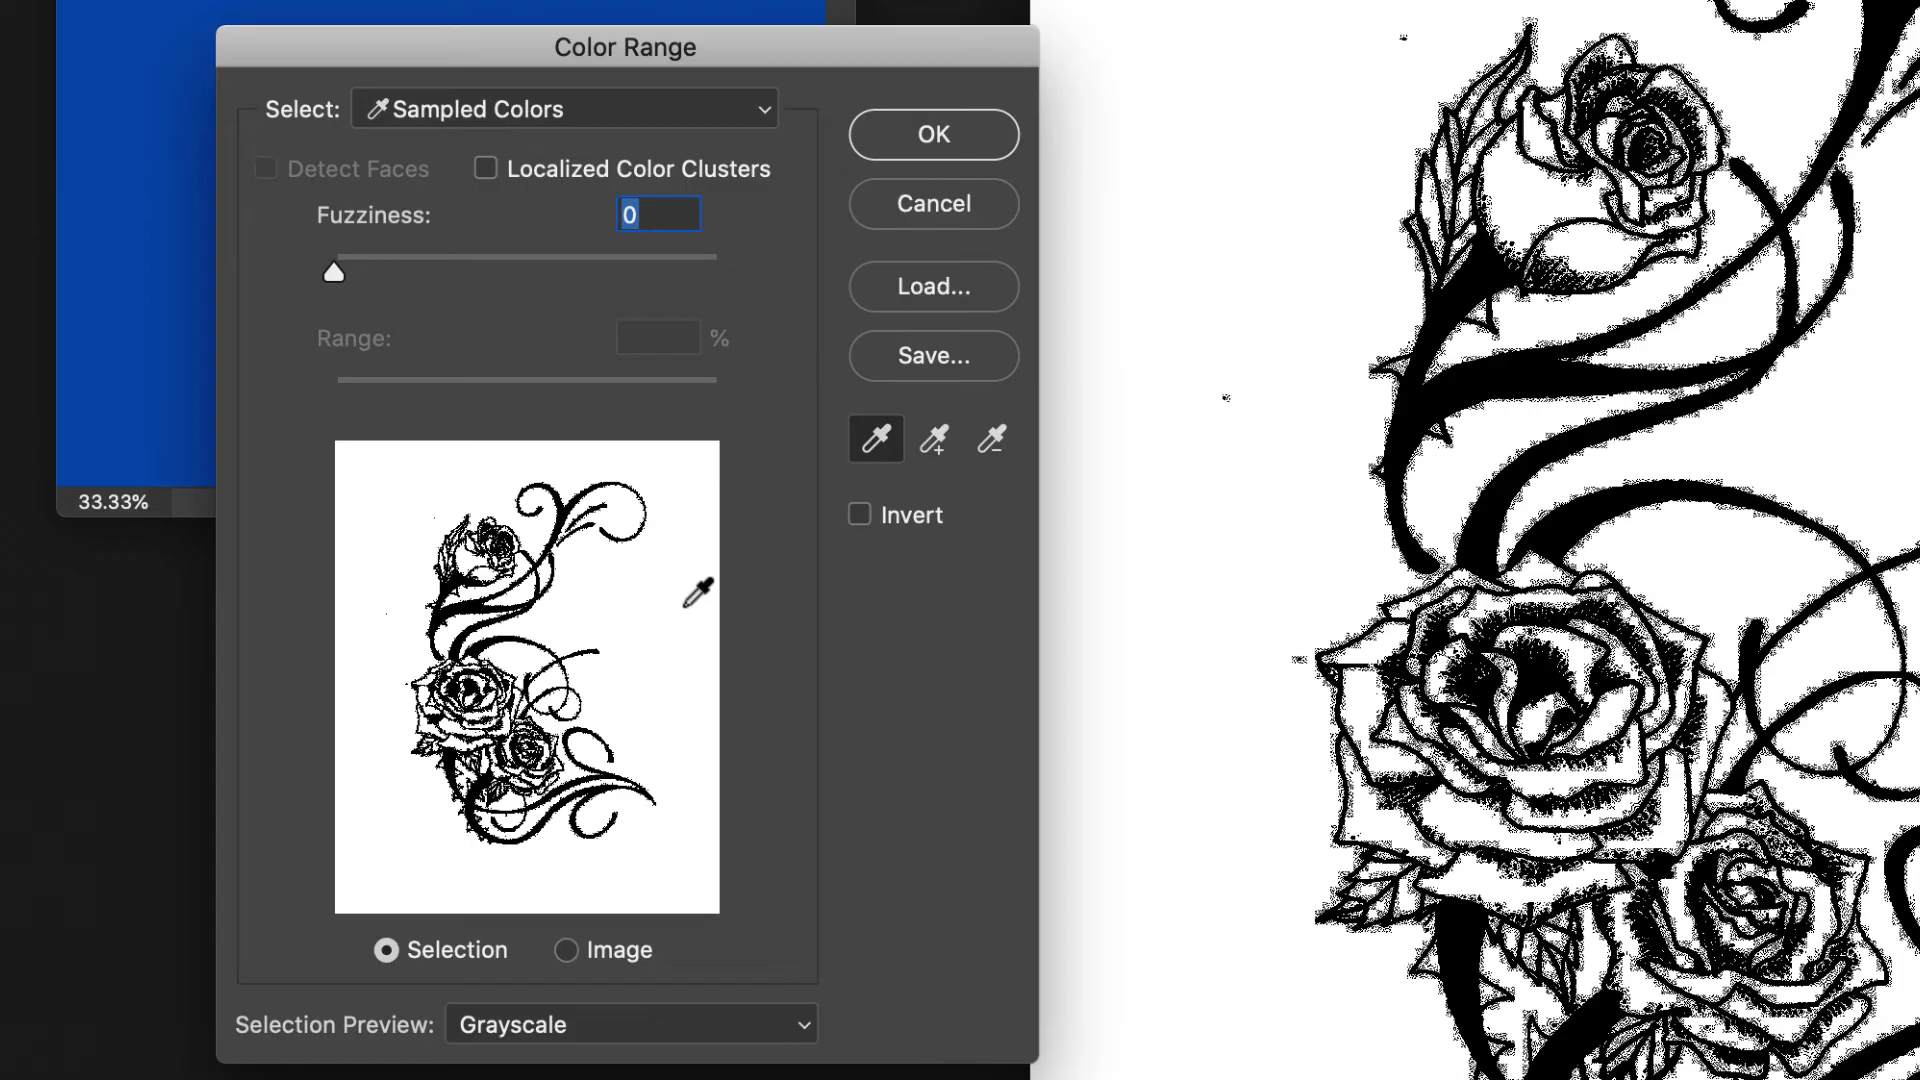 Color Range
Select: Sampled Colors
Detect Faces Localized Color Clusters
Fuzziness: 0
Range: %
OK
Cancel
Load...
Save...
Invert
33.33%
Selection Image
Selection Preview: Grayscale